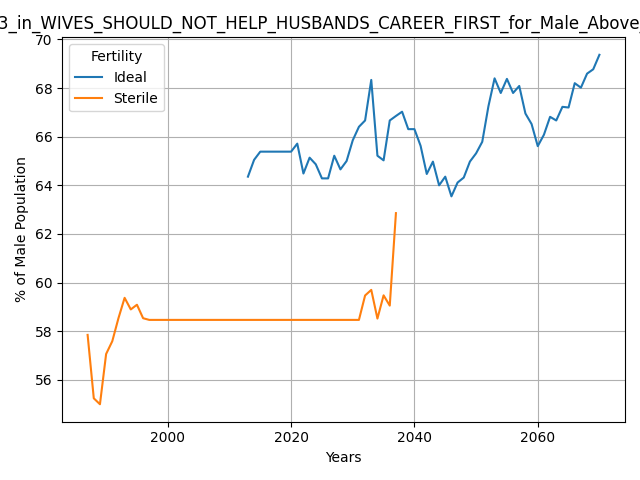 3_in_WIVES_SHOULD_NOT_HELP_HUSBANDS_CAREER_FIRST_for_Male_Above_
70
68
66
64
62
60
58
56
% of Male Population
Fertility
Ideal
Sterile
2000
2020
2040
2060
Years